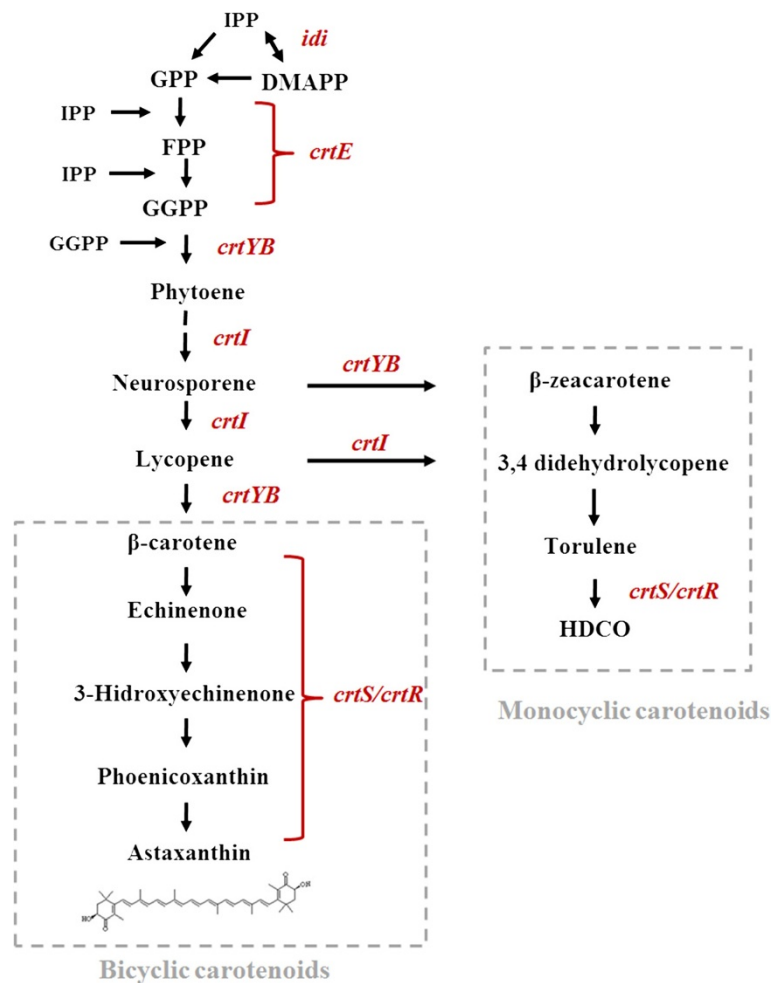 IPP
idi
GPP
DMAPP
IPP
FPP
crtE
IPP
GGPP
GGPP
crtYB
Phytoene
crtI
Neurosporene
crtYB
β-zeacarotene
crtI
Lycopene
crtI
3,4 didehydrolycopene
crtYB
β-carotene
Torulene
Echinenone
crtS/crtR
HDCO
3-Hidroxyechinenone
crtS/crtR
Monocyclic carotenoids
Phoenicoxanthin
Astaxanthin
O
OH
HO
O
Bicyclic carotenoids